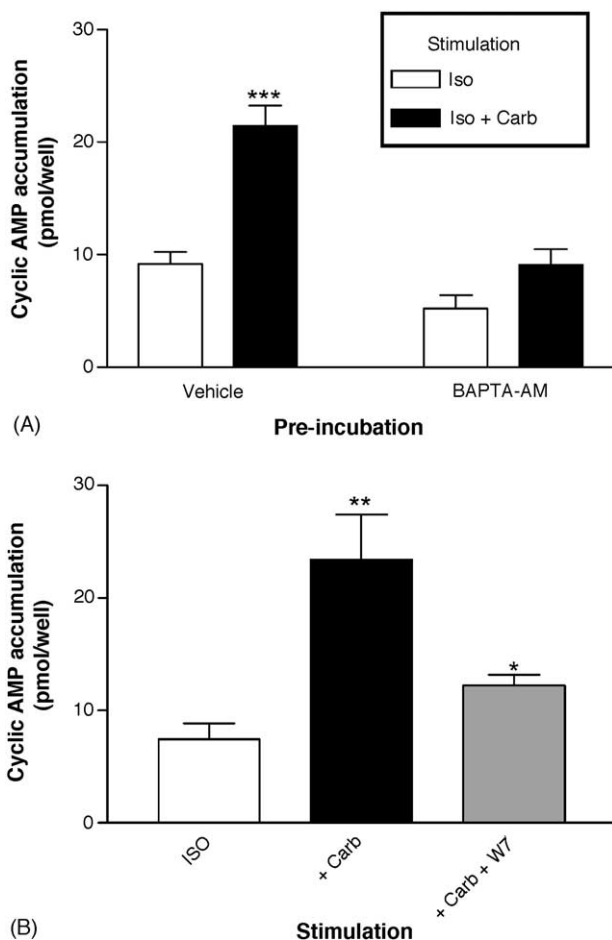 30
20
10
0
Cyclic AMP accumulation
(pmol/well)
***
Stimulation
Iso
Iso + Carb
Vehicle
BAPTA-AM
(A)
Pre-incubation
30
20
10
0
Cyclic AMP accumulation
(pmol/well)
**
*
ISO
+ Carb
+ Carb + W7
(B)
Stimulation